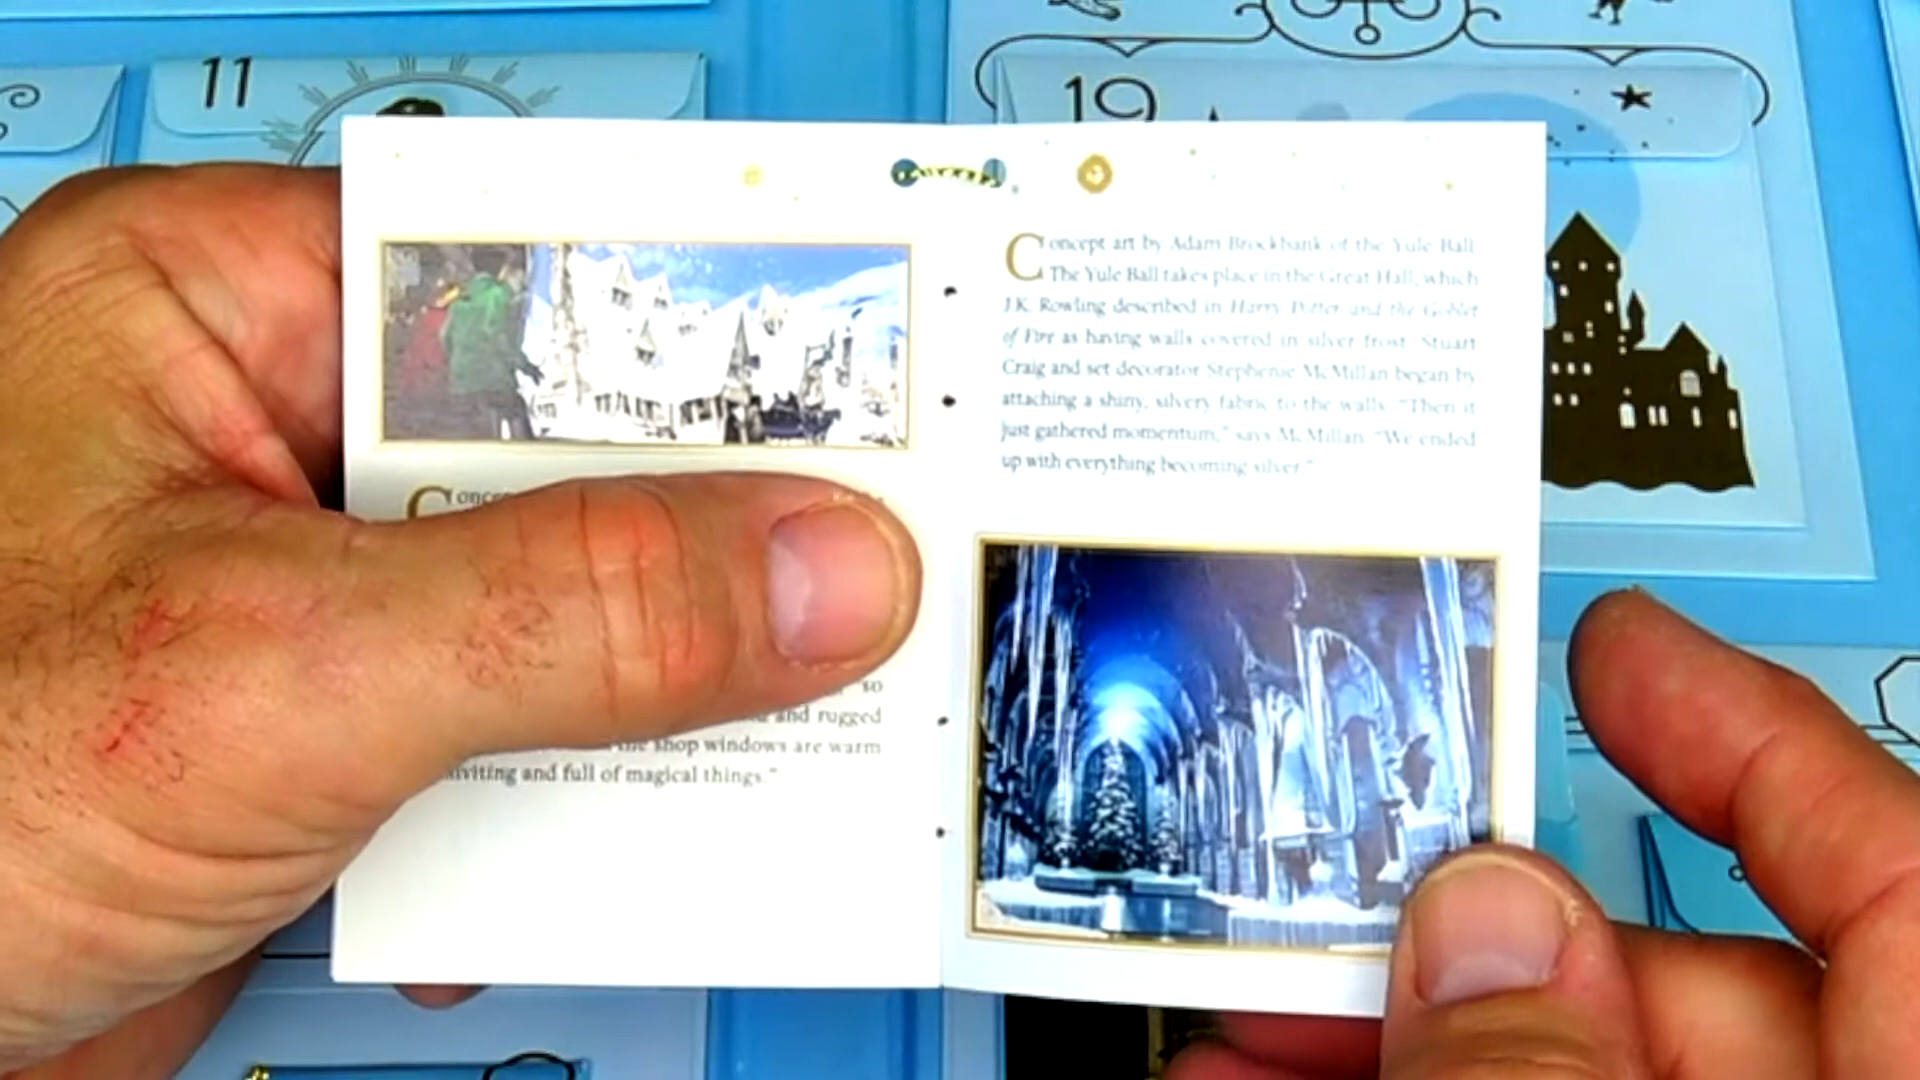 11
19
Concept art by Adam Brockbank of the Yule Ball.
The Yule Ball takes place in the Great Hall, which
J.K. Rowling described in Harry Potter and the Goblet
of Fire as having walls covered in silver frost. Stuart
Craig and set decorator Stephenie McMillan began by
attaching a shiny, silvery fabric to the walls. “Then it
just gathered momentum,” says McMillan. “We ended
up with everything becoming silver.”
so
and rugged
the shop windows are warm
inviting and full of magical things.”